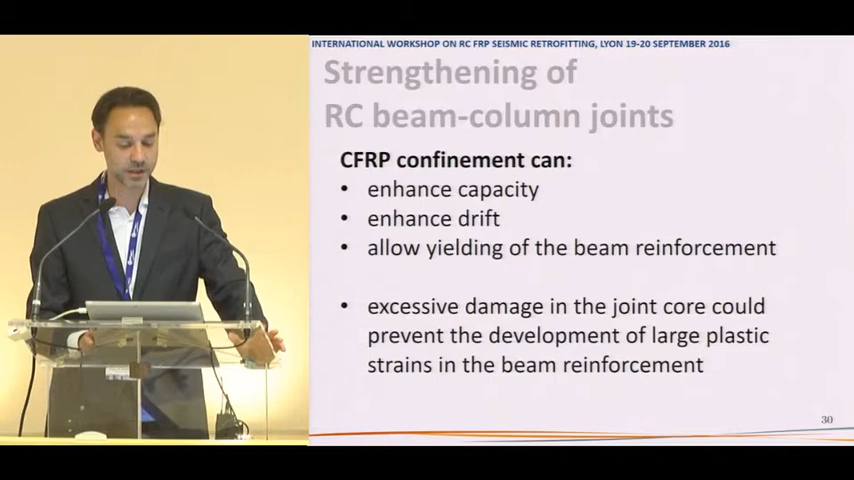 INTERNATIONAL WORKSHOP ON RC FRP SEISMIC RETROFITTING, LYON 19-20 SEPTEMBER 2016
Strengthening of
RC beam-column joints
CFRP confinement can:
• enhance capacity
• enhance drift
• allow yielding of the beam reinforcement
• excessive damage in the joint core could
prevent the development of large plastic
strains in the beam reinforcement
30